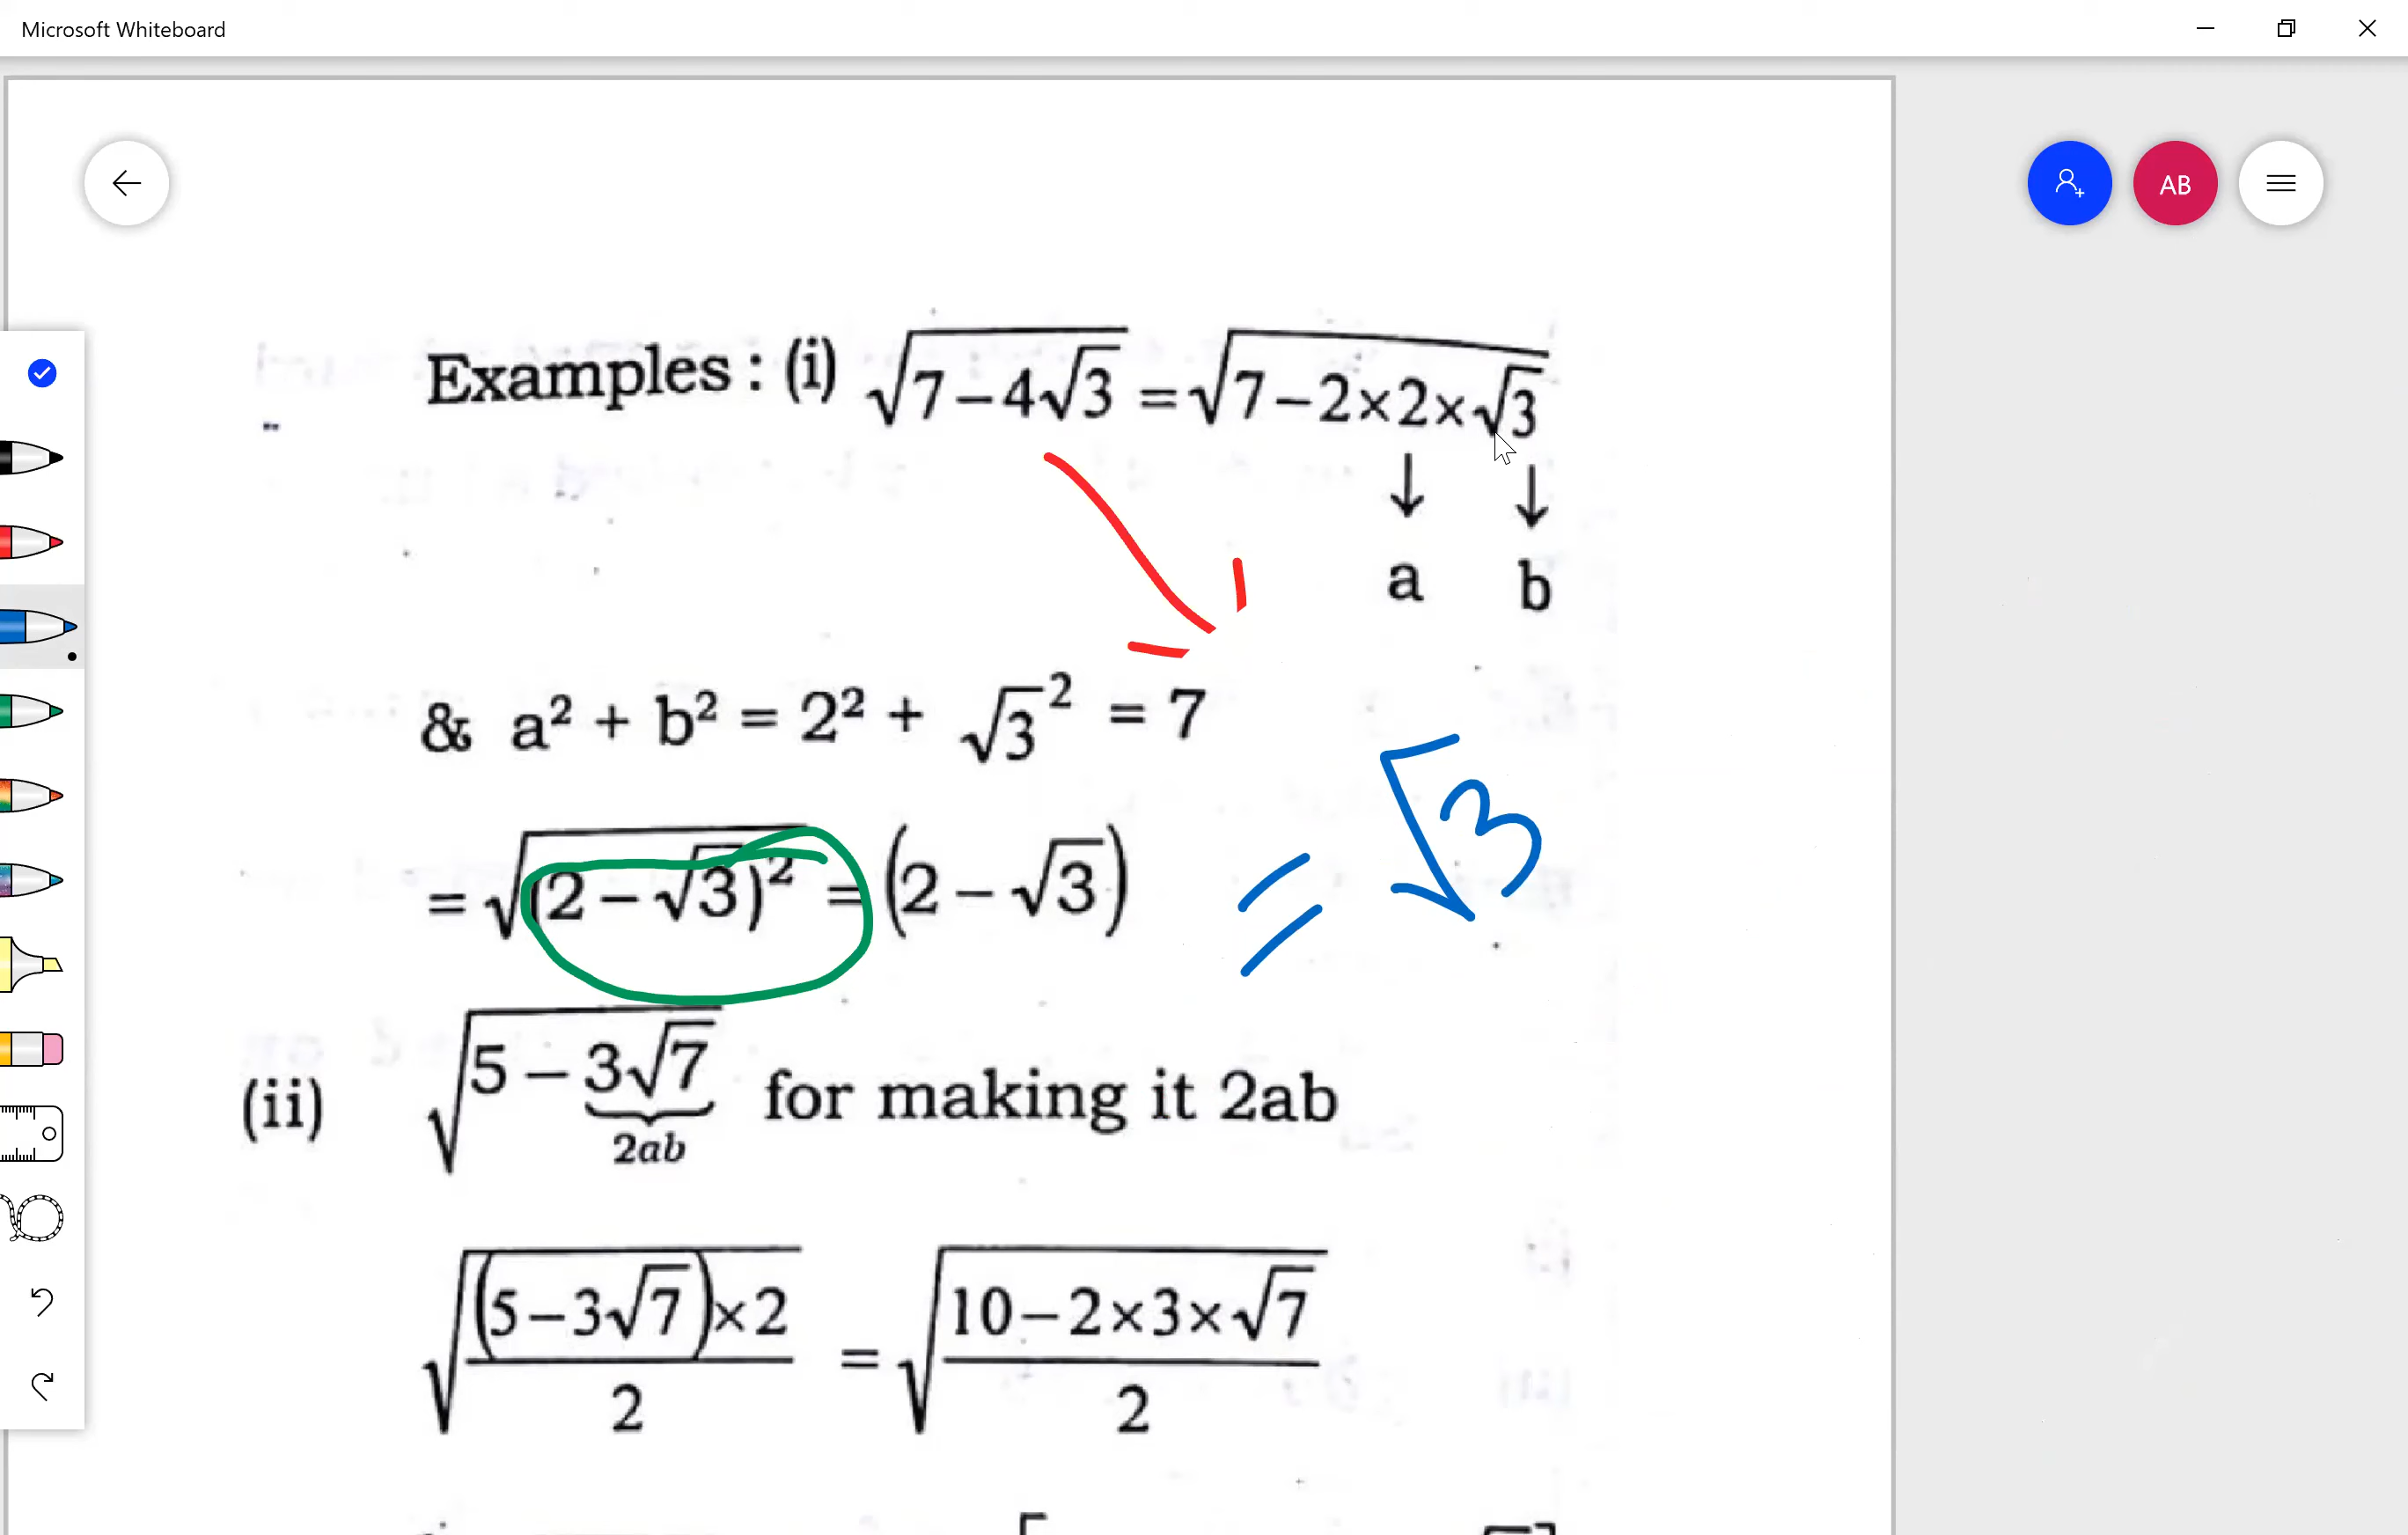 Microsoft Whiteboard
AB
Examples : (i) √(7−4√3) = √(7−2×2×√3)
↓ ↓
a b
& a² + b² = 2² + √3² = 7
= √((2−√3)²) = (2−√3) = √3
(ii) √(5−3√7) for making it 2ab
2ab
√((5−3√7)×2/2) = √((10−2×3×√7)/2)